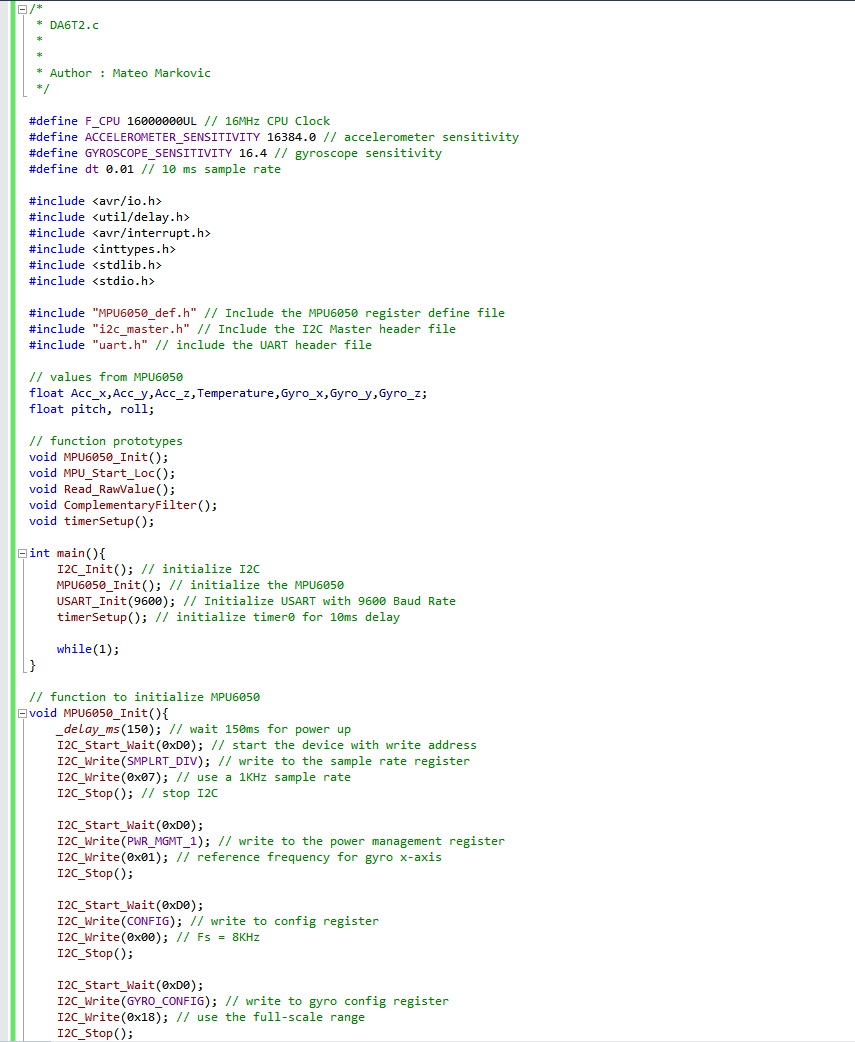 /*
 * DA6T2.c
 *
 *
 * Author : Mateo Markovic
 */

#define F_CPU 16000000UL // 16MHz CPU Clock
#define ACCELEROMETER_SENSITIVITY 16384.0 // accelerometer sensitivity
#define GYROSCOPE_SENSITIVITY 16.4 // gyroscope sensitivity
#define dt 0.01 // 10 ms sample rate

#include <avr/io.h>
#include <util/delay.h>
#include <avr/interrupt.h>
#include <inttypes.h>
#include <stdlib.h>
#include <stdio.h>

#include "MPU6050_def.h" // Include the MPU6050 register define file
#include "i2c_master.h" // Include the I2C Master header file
#include "uart.h" // include the UART header file

// values from MPU6050
float Acc_x,Acc_y,Acc_z,Temperature,Gyro_x,Gyro_y,Gyro_z;
float pitch, roll;

// function prototypes
void MPU6050_Init();
void MPU_Start_Loc();
void Read_RawValue();
void ComplementaryFilter();
void timerSetup();

int main(){
    I2C_Init(); // initialize I2C
    MPU6050_Init(); // initialize the MPU6050
    USART_Init(9600); // Initialize USART with 9600 Baud Rate
    timerSetup(); // initialize timer0 for 10ms delay

    while(1);
}

// function to initialize MPU6050
void MPU6050_Init(){
    _delay_ms(150); // wait 150ms for power up
    I2C_Start_Wait(0xD0); // start the device with write address
    I2C_Write(SMPLRT_DIV); // write to the sample rate register
    I2C_Write(0x07); // use a 1KHz sample rate
    I2C_Stop(); // stop I2C

    I2C_Start_Wait(0xD0);
    I2C_Write(PWR_MGMT_1); // write to the power management register
    I2C_Write(0x01); // reference frequency for gyro x-axis
    I2C_Stop();

    I2C_Start_Wait(0xD0);
    I2C_Write(CONFIG); // write to config register
    I2C_Write(0x00); // Fs = 8KHz
    I2C_Stop();

    I2C_Start_Wait(0xD0);
    I2C_Write(GYRO_CONFIG); // write to gyro config register
    I2C_Write(0x18); // use the full-scale range
    I2C_Stop();